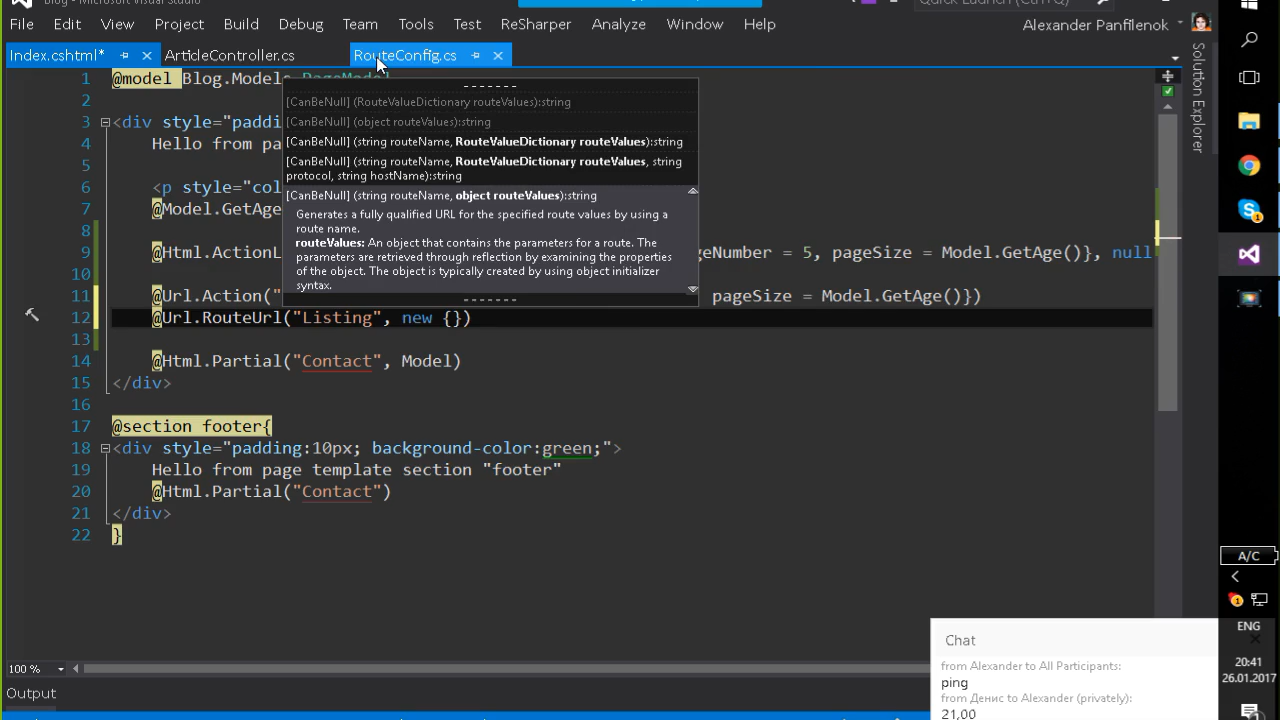 Blog - Microsoft Visual Studio
Quick Launch (Ctrl+Q)
File Edit View Project Build Debug Team Tools Test ReSharper Analyze Window Help
Alexander Panfilenok
Index.cshtml* ArticleController.cs RouteConfig.cs
Solution Explorer
1 @model Blog.Models.PageModel
2
[CanBeNull] (RouteValueDictionary routeValues):string
[CanBeNull] (object routeValues):string
[CanBeNull] (string routeName, RouteValueDictionary routeValues):string
[CanBeNull] (string routeName, RouteValueDictionary routeValues, string
protocol, string hostName):string
[CanBeNull] (string routeName, object routeValues):string
Generates a fully qualified URL for the specified route values by using a
route name.
routeValues: An object that contains the parameters for a route. The
parameters are retrieved through reflection by examining the properties
of the object. The object is typically created by using object initializer
syntax.
3 <div style="paddi
4 Hello from pa
5
6 <p style="col
7 @Model.GetAge
8
9 @Html.ActionL geNumber = 5, pageSize = Model.GetAge()}, null
10
11 @Url.Action(" pageSize = Model.GetAge()})
12 @Url.RouteUrl("Listing", new {})
13
14 @Html.Partial("Contact", Model)
15 </div>
16
17 @section footer{
18 <div style="padding:10px; background-color:green;">
19 Hello from page template section "footer"
20 @Html.Partial("Contact")
21 </div>
22 }
100 %
Output
Chat
from Alexander to All Participants:
ping
from Денис to Alexander (privately):
21,00
A/C
ENG
20:41
26.01.2017